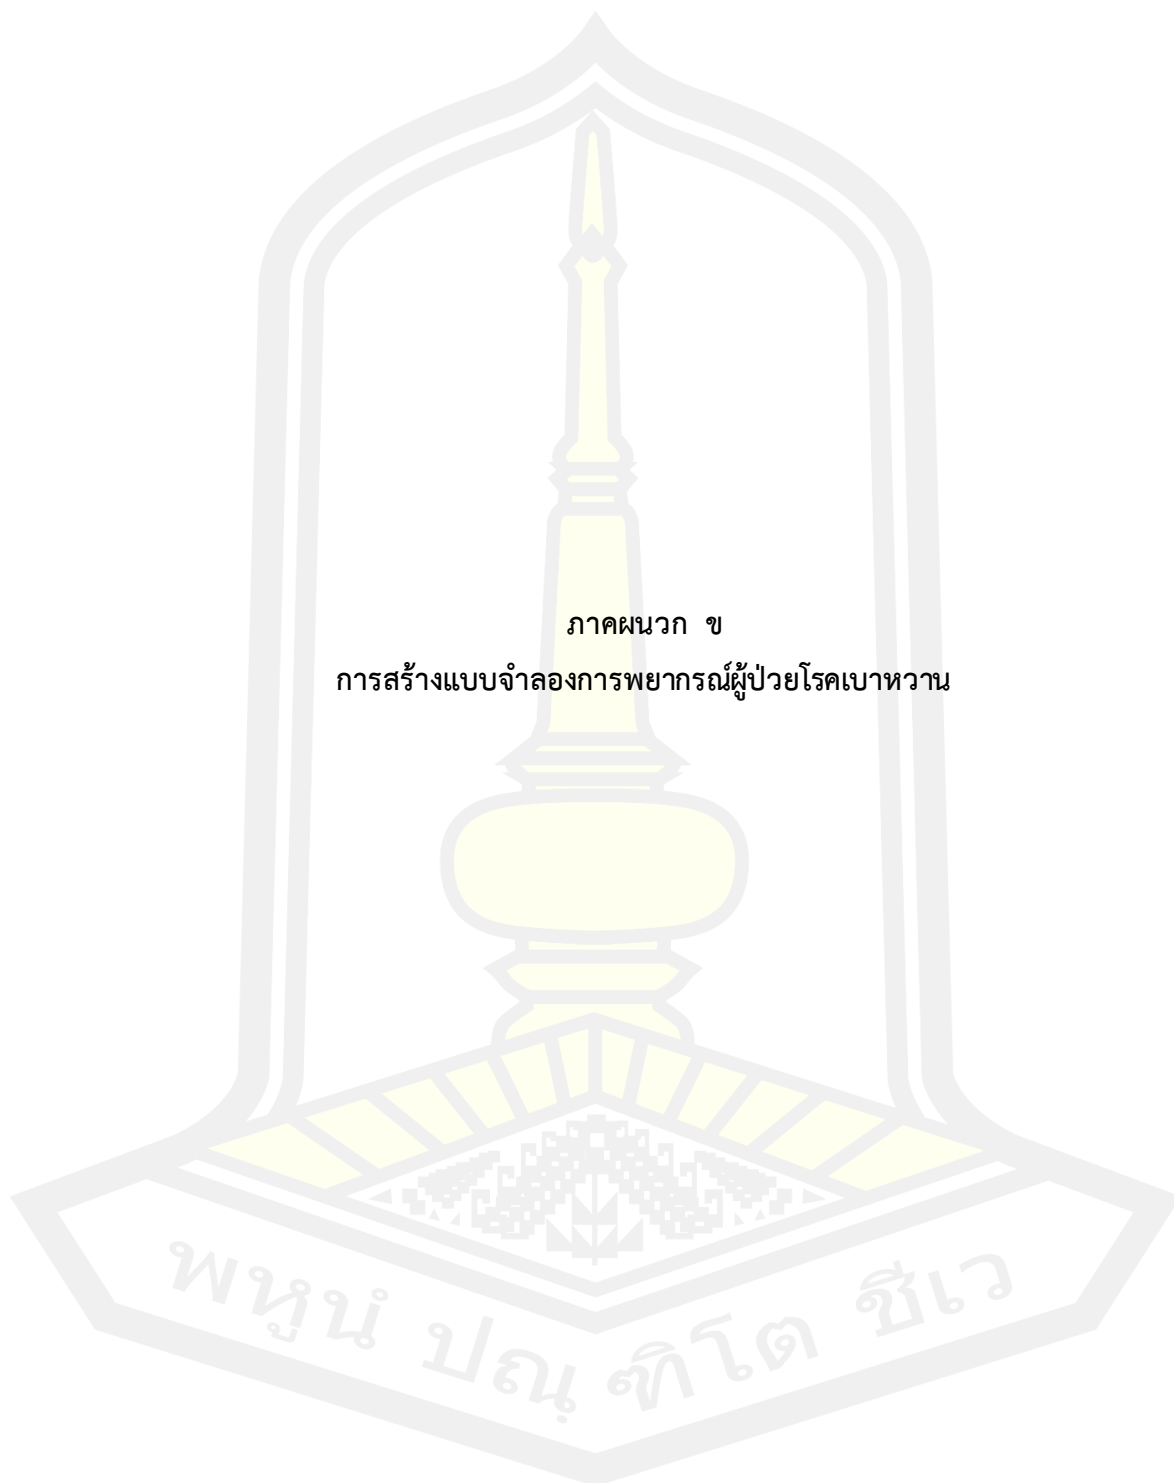 ภาคผนวก ข
การสร้างแบบจำลองการพยากรณ์ผู้ป่วยโรคเบาหวาน
พหูนํ ปณฺฑิโต ชีเว